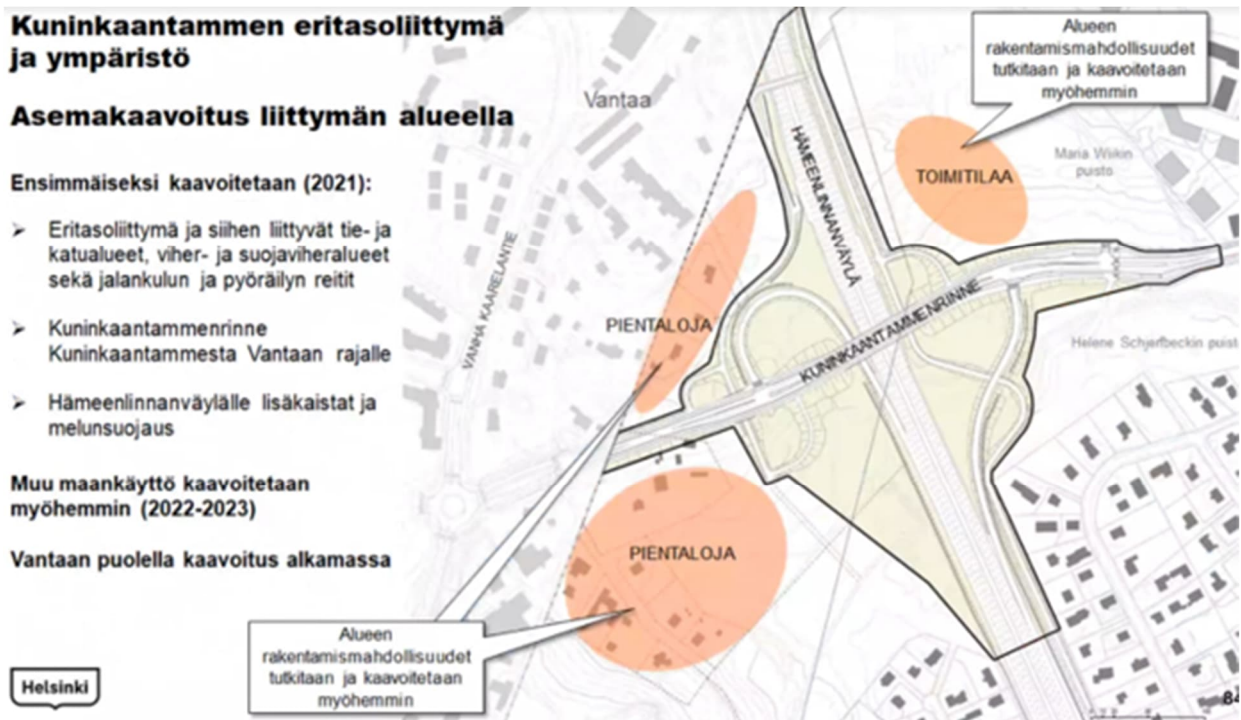 Kuninkaantammen eritasoliittymä
ja ympäristö
Asemakaavoitus liittymän alueella
Ensimmäiseksi kaavoitetaan (2021):
➢ Eritasoliittymä ja siihen liittyvät tie- ja
katualueet, viher- ja suojaviheralueet
sekä jalankulun ja pyöräilyn reitit
➢ Kuninkaantammenrinne
Kuninkaantammesta Vantaan rajalle
➢ Hämeenlinnanväylälle lisäkaistat ja
melunsuojaus
Muu maankäyttö kaavoitetaan
myöhemmin (2022-2023)
Vantaan puolella kaavoitus alkamassa
Helsinki
Vantaa
VANHA KAARELANTIE
HÄMEENLINNANVÄYLÄ
KUNINKAANTAMMENRINNE
Alueen
rakentamismahdollisuudet
tutkitaan ja kaavoitetaan
myöhemmin
TOIMITILAA
Maria Wiikin
puisto
PIENTALOJA
Helene Schjerfbeckin puist
PIENTALOJA
Alueen
rakentamismahdollisuudet
tutkitaan ja kaavoitetaan
myöhemmin
84